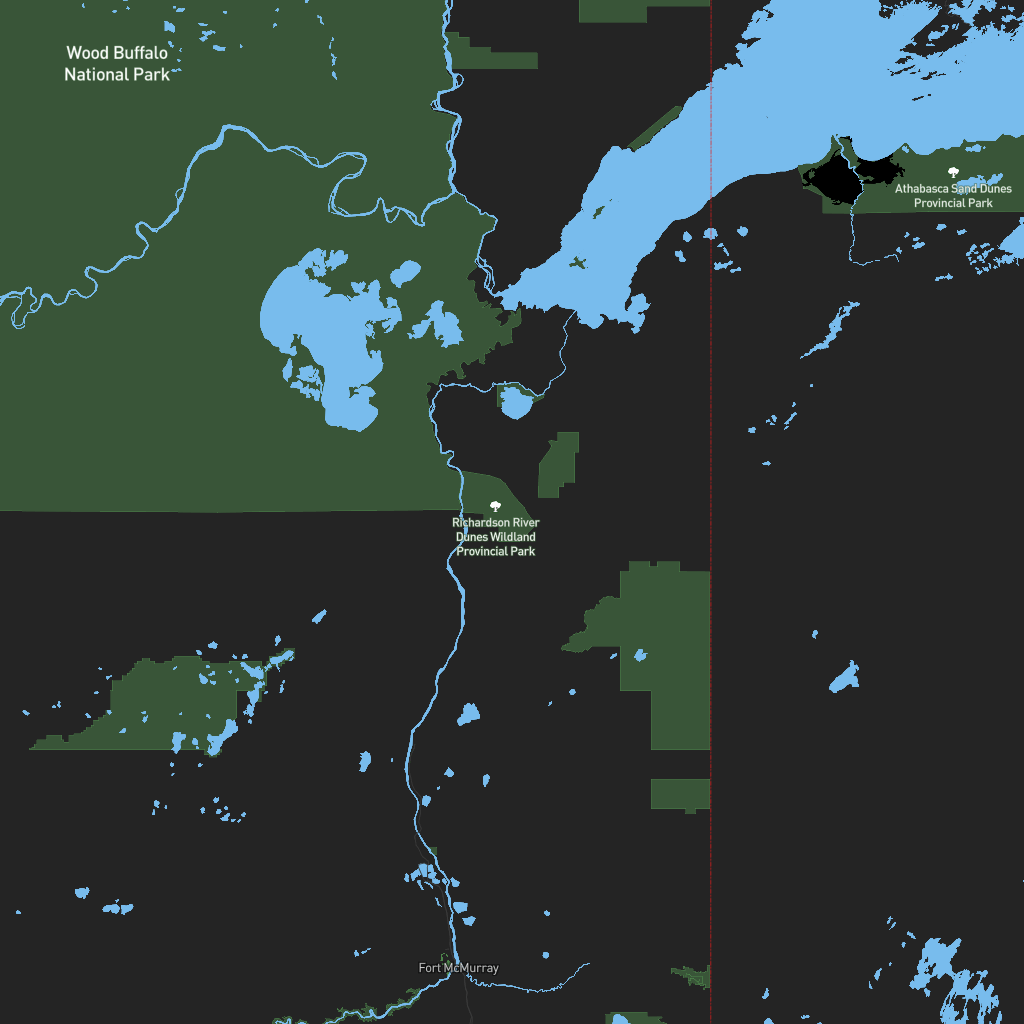 Wood Buffalo
National Park
Athabasca Sand Dunes
Provincial Park
Richardson River
Dunes Wildland
Provincial Park
Fort McMurray